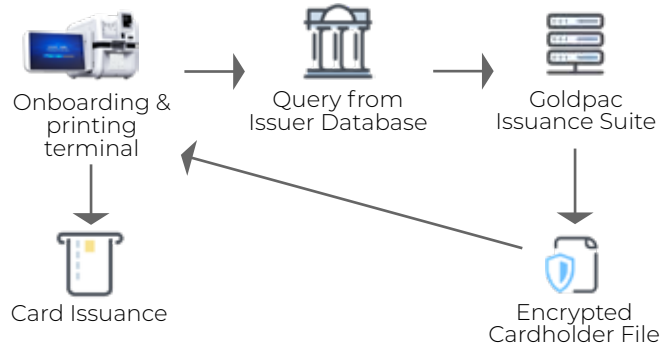 Onboarding &
printing
terminal
Query from
Issuer Database
Goldpac
Issuance Suite
Card Issuance
Encrypted
Cardholder File